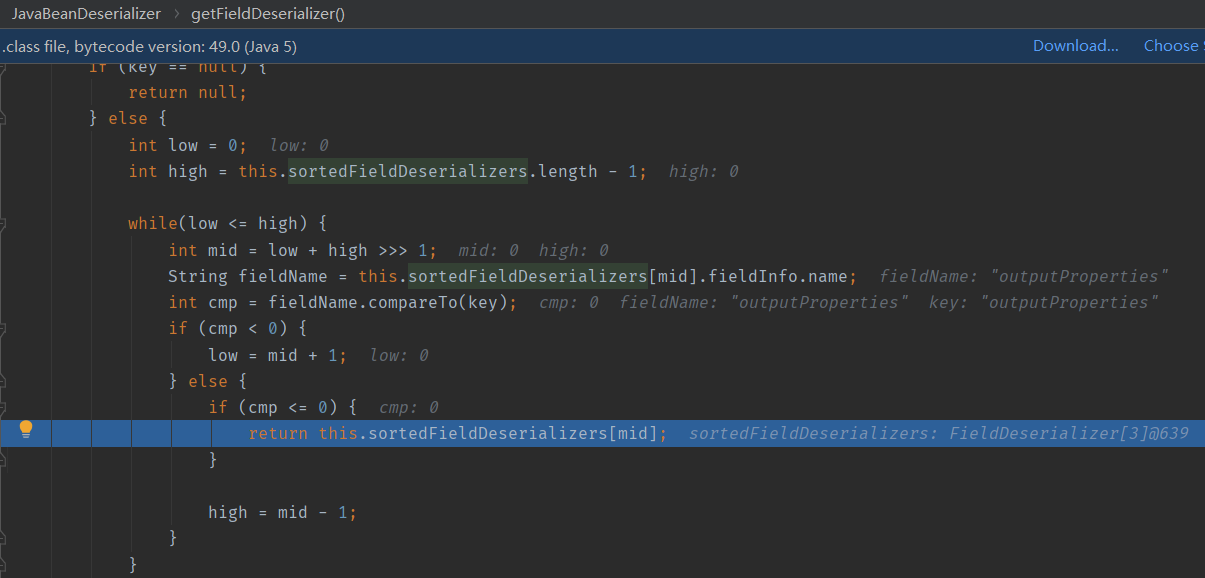 JavaBeanDeserializer › getFieldDeserializer()
.class file, bytecode version: 49.0 (Java 5) Download... Choose
if (key == null) {
return null;
} else {
int low = 0; low: 0
int high = this.sortedFieldDeserializers.length - 1; high: 0
while(low <= high) {
int mid = low + high >>> 1; mid: 0 high: 0
String fieldName = this.sortedFieldDeserializers[mid].fieldInfo.name; fieldName: "outputProperties"
int cmp = fieldName.compareTo(key); cmp: 0 fieldName: "outputProperties" key: "outputProperties"
if (cmp < 0) {
low = mid + 1; low: 0
} else {
if (cmp <= 0) { cmp: 0
return this.sortedFieldDeserializers[mid]; sortedFieldDeserializers: FieldDeserializer[3]@639
}
high = mid - 1;
}
}